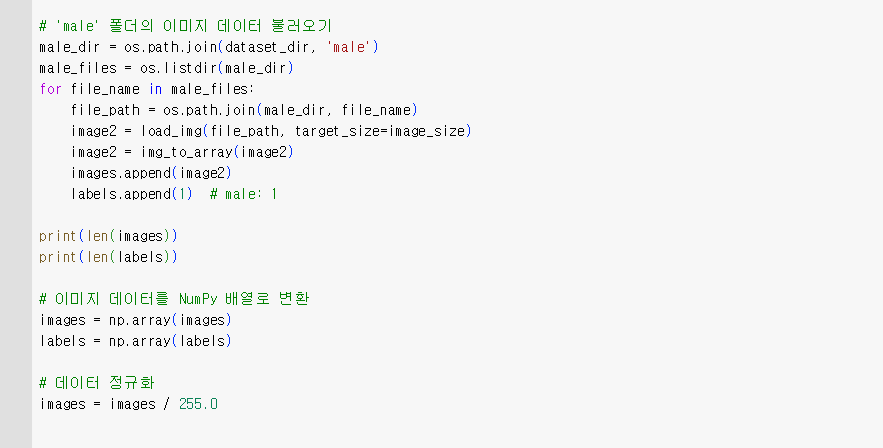 # 'male' 폴더의 이미지 데이터 불러오기
male_dir = os.path.join(dataset_dir, 'male')
male_files = os.listdir(male_dir)
for file_name in male_files:
    file_path = os.path.join(male_dir, file_name)
    image2 = load_img(file_path, target_size=image_size)
    image2 = img_to_array(image2)
    images.append(image2)
    labels.append(1)  # male: 1
print(len(images))
print(len(labels))
# 이미지 데이터를 NumPy 배열로 변환
images = np.array(images)
labels = np.array(labels)
# 데이터 정규화
images = images / 255.0